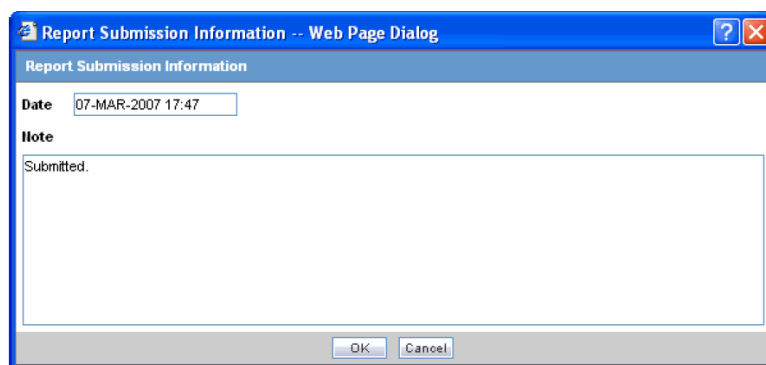 Report Submission Information -- Web Page Dialog
Report Submission Information
Date 07-MAR-2007 17:47
Note
Submitted.
OK Cancel